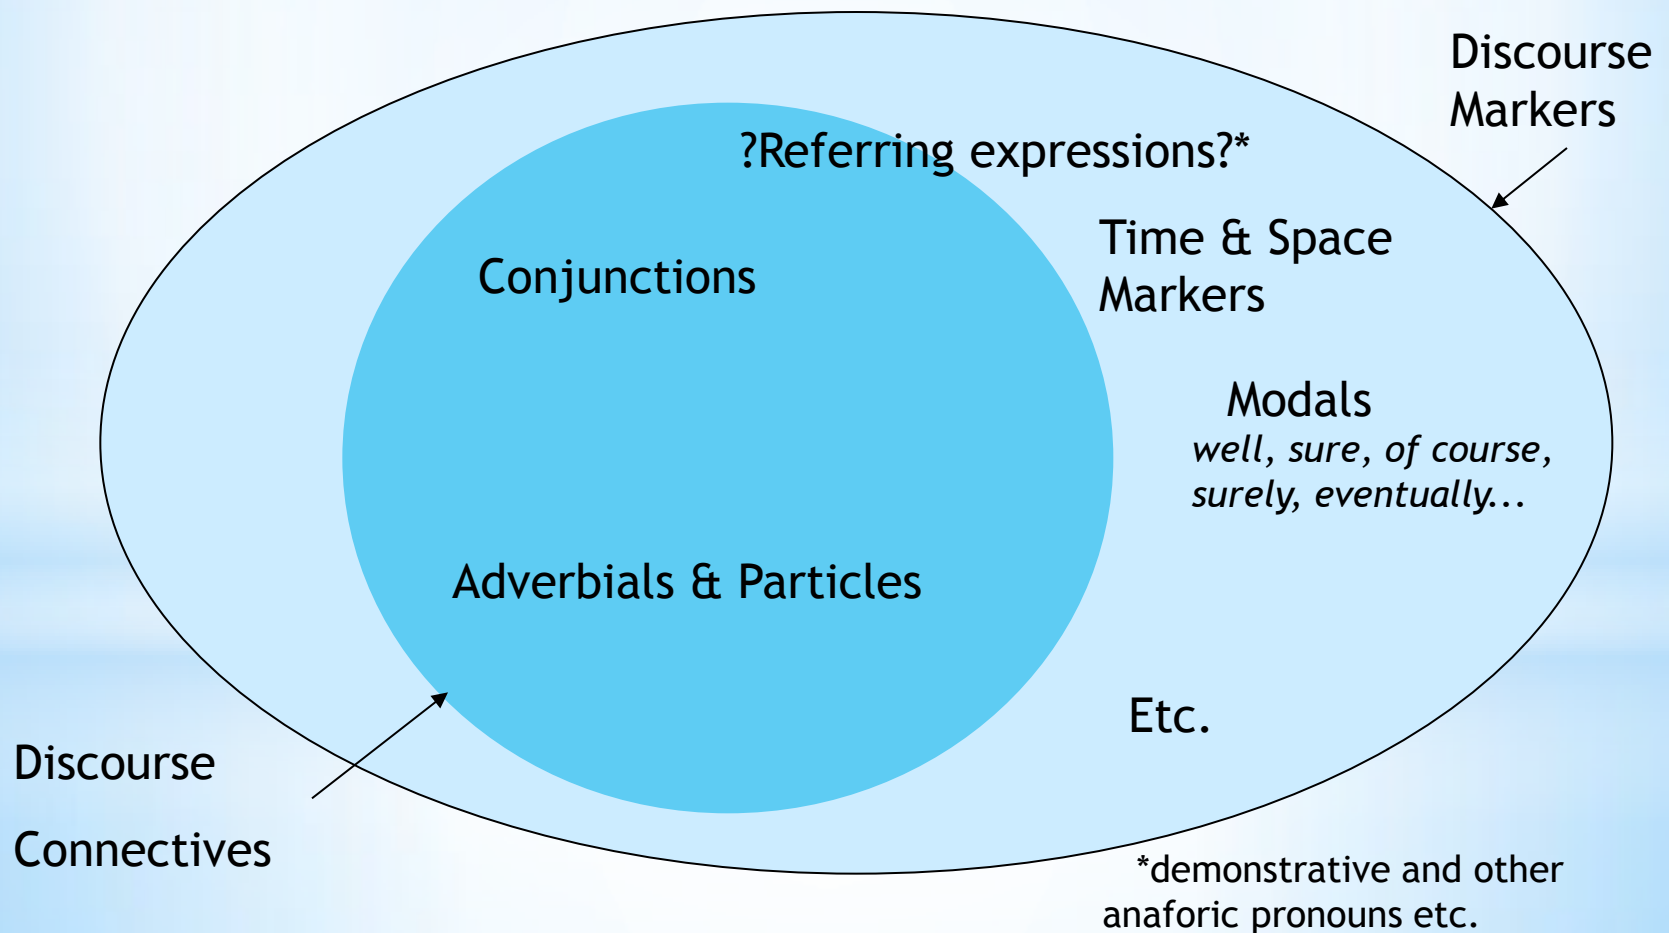 Discourse
Markers
?Referring expressions?*
Time & Space
Markers
Conjunctions
Modals
well, sure, of course,
surely, eventually...
Adverbials & Particles
Etc.
Discourse
Connectives
*demonstrative and other
anaforic pronouns etc.